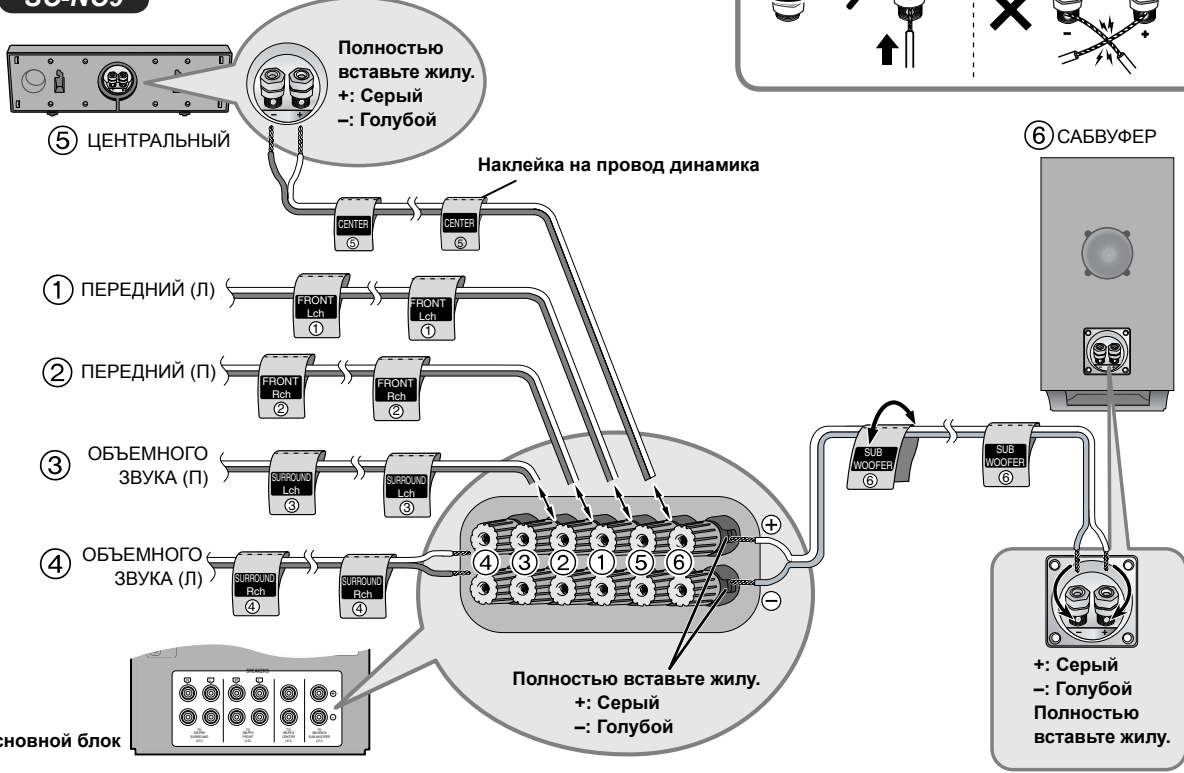 ⑤ ЦЕНТРАЛЬНЫЙ
Полностью
вставьте жилу.
+: Серый
–: Голубой
– +
– +
⑥ САБВУФЕР
Наклейка на провод динамика
CENTER
⑤
CENTER
⑤
① ПЕРЕДНИЙ (Л)
FRONT
Lch
①
FRONT
Lch
①
② ПЕРЕДНИЙ (П)
FRONT
Rch
②
FRONT
Rch
②
③ ОБЪЕМНОГО
ЗВУКА (П)
SURROUND
Lch
③
SURROUND
Lch
③
④ ОБЪЕМНОГО
ЗВУКА (Л)
SURROUND
Rch
④
SURROUND
Rch
④
④ ③ ② ① ⑤ ⑥
+
–
SUB
WOOFER
⑥
SUB
WOOFER
⑥
Полностью вставьте жилу.
+: Серый
–: Голубой
– +
+: Серый
–: Голубой
Полностью
вставьте жилу.
SPEAKERS
сновной блок